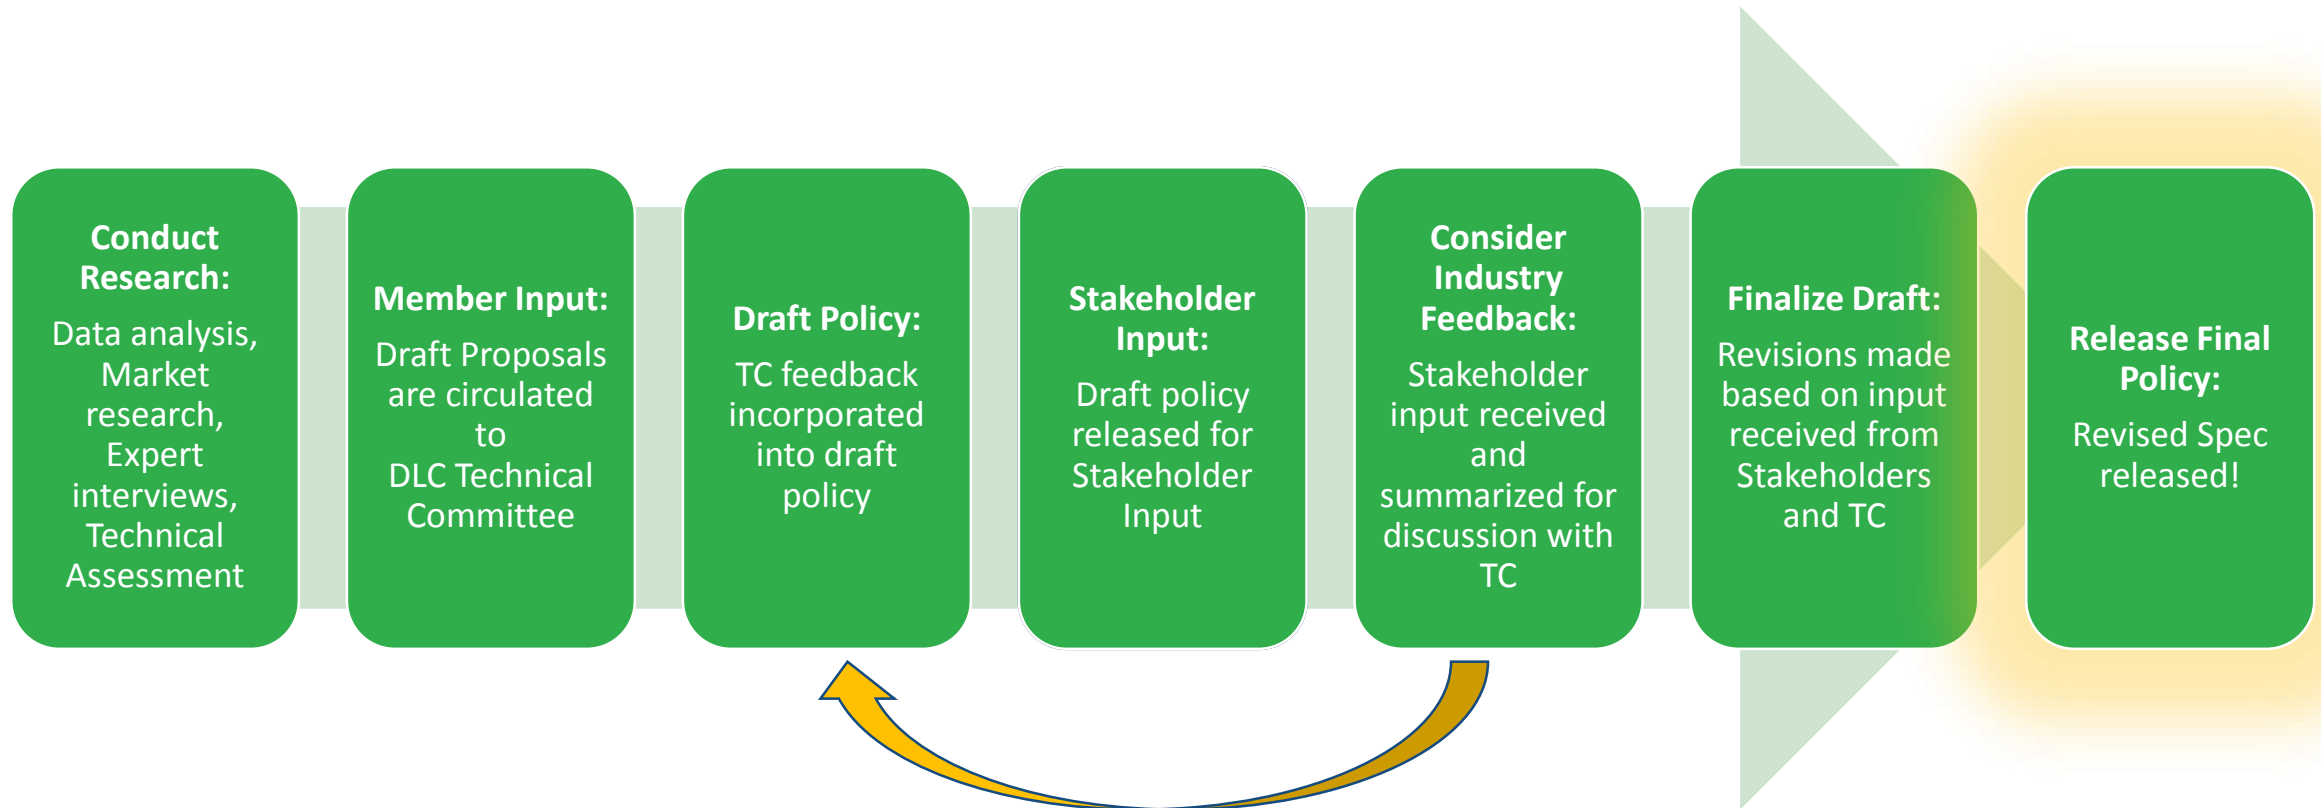 Conduct
Research:
Data analysis,
Market
research,
Expert
interviews,
Technical
Assessment
Member Input:
Draft Proposals
are circulated
to
DLC Technical
Committee
Draft Policy:
TC feedback
incorporated
into draft
policy
Stakeholder
Input:
Draft policy
released for
Stakeholder
Input
Consider
Industry
Feedback:
Stakeholder
input received
and
summarized for
discussion with
TC
Finalize Draft:
Revisions made
based on input
received from
Stakeholders
and TC
Release Final
Policy:
Revised Spec
released!